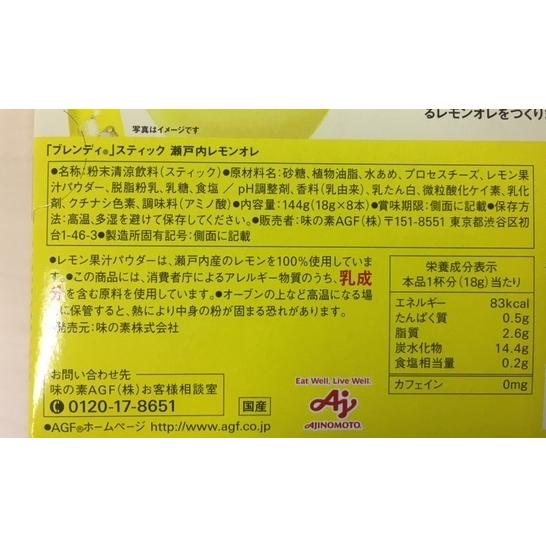 るレモンオレをつくりま
写真はイメージです
「ブレンディ®」スティック 瀬戸内レモンオレ
●名称:粉末清涼飲料(スティック)●原材料名:砂糖、植物油脂、水あめ、プロセスチーズ、レモン果
汁パウダー、脱脂粉乳、乳糖、食塩／pH調整剤、香料(乳由来)、乳たん白、微粒酸化ケイ素、乳化
剤、クチナシ色素、調味料(アミノ酸)●内容量:144g(18g×8本)●賞味期限:側面に記載●保存方
法:高温、多湿を避けて保存してください。●販売者:味の素AGF(株)〒151-8551 東京都渋谷区初
台1-46-3●製造所固有記号:側面に記載
●レモン果汁パウダーは、瀬戸内産のレモンを100%使用していま
す。●この商品には、消費者庁によるアレルギー物質のうち、乳成
分を含む原料を使用しています。●オーブンの上など高温になる場
所に保管すると、熱により中身の粉が固まる恐れがあります。
発売元:味の素株式会社
栄養成分表示
本品1杯分(18g)当たり
エネルギー 83kcal
たんぱく質 0.5g
脂質 2.6g
炭水化物 14.4g
食塩相当量 0.2g
カフェイン 0mg
お問い合わせ先
味の素AGF(株)お客様相談室
0120-17-8651
国産
●AGF®ホームページ http://www.agf.co.jp
Eat Well, Live Well.
Aj
AJINOMOTO